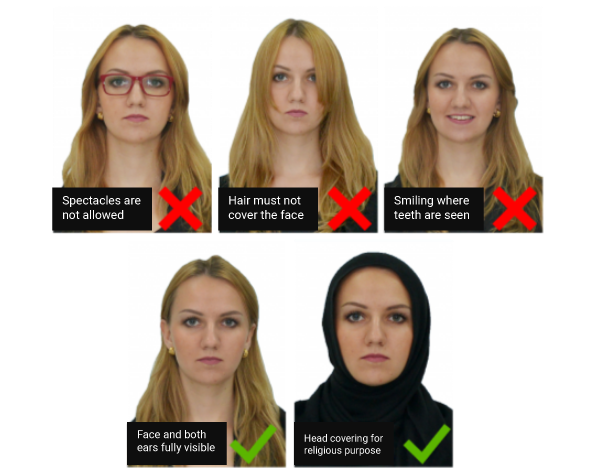 Spectacles are
not allowed
Hair must not
cover the face
Smiling where
teeth are seen
Face and both
ears fully visible
Head covering for
religious purpose